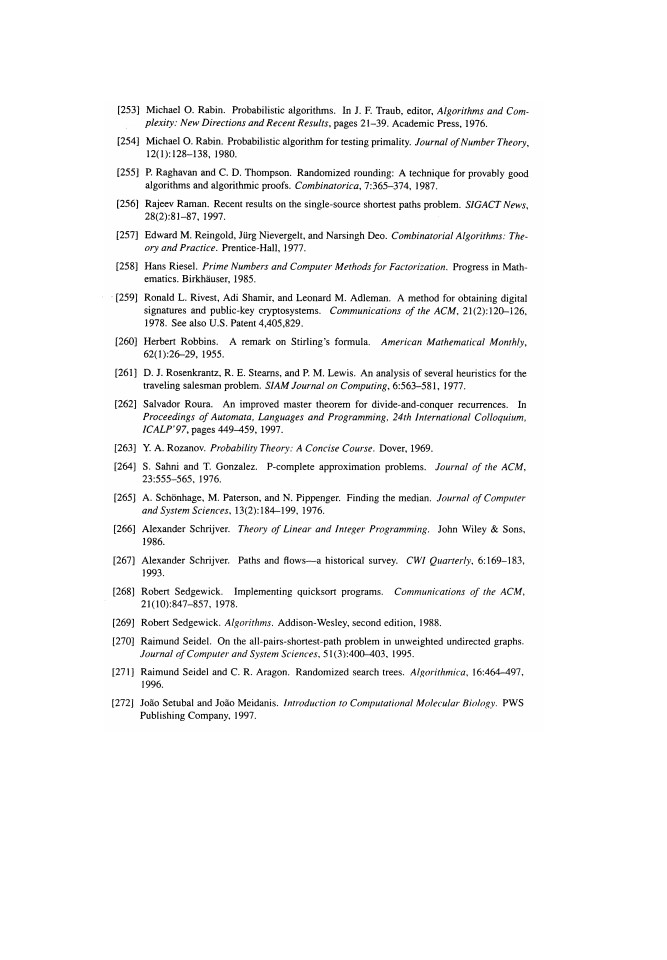 [253] Michael O. Rabin. Probabilistic algorithms. In J. F. Traub, editor, Algorithms and Com-
plexity: New Directions and Recent Results, pages 21–39. Academic Press, 1976.
[254] Michael O. Rabin. Probabilistic algorithm for testing primality. Journal of Number Theory,
12(1):128–138, 1980.
[255] P. Raghavan and C. D. Thompson. Randomized rounding: A technique for provably good
algorithms and algorithmic proofs. Combinatorica, 7:365–374, 1987.
[256] Rajeev Raman. Recent results on the single-source shortest paths problem. SIGACT News,
28(2):81–87, 1997.
[257] Edward M. Reingold, Jürg Nievergelt, and Narsingh Deo. Combinatorial Algorithms: The-
ory and Practice. Prentice-Hall, 1977.
[258] Hans Riesel. Prime Numbers and Computer Methods for Factorization. Progress in Math-
ematics. Birkhäuser, 1985.
[259] Ronald L. Rivest, Adi Shamir, and Leonard M. Adleman. A method for obtaining digital
signatures and public-key cryptosystems. Communications of the ACM, 21(2):120–126,
1978. See also U.S. Patent 4,405,829.
[260] Herbert Robbins. A remark on Stirling's formula. American Mathematical Monthly,
62(1):26–29, 1955.
[261] D. J. Rosenkrantz, R. E. Stearns, and P. M. Lewis. An analysis of several heuristics for the
traveling salesman problem. SIAM Journal on Computing, 6:563–581, 1977.
[262] Salvador Roura. An improved master theorem for divide-and-conquer recurrences. In
Proceedings of Automata, Languages and Programming, 24th International Colloquium,
ICALP'97, pages 449–459, 1997.
[263] Y. A. Rozanov. Probability Theory: A Concise Course. Dover, 1969.
[264] S. Sahni and T. Gonzalez. P-complete approximation problems. Journal of the ACM,
23:555–565, 1976.
[265] A. Schönhage, M. Paterson, and N. Pippenger. Finding the median. Journal of Computer
and System Sciences, 13(2):184–199, 1976.
[266] Alexander Schrijver. Theory of Linear and Integer Programming. John Wiley & Sons,
1986.
[267] Alexander Schrijver. Paths and flows—a historical survey. CWI Quarterly, 6:169–183,
1993.
[268] Robert Sedgewick. Implementing quicksort programs. Communications of the ACM,
21(10):847–857, 1978.
[269] Robert Sedgewick. Algorithms. Addison-Wesley, second edition, 1988.
[270] Raimund Seidel. On the all-pairs-shortest-path problem in unweighted undirected graphs.
Journal of Computer and System Sciences, 51(3):400–403, 1995.
[271] Raimund Seidel and C. R. Aragon. Randomized search trees. Algorithmica, 16:464–497,
1996.
[272] João Setubal and João Meidanis. Introduction to Computational Molecular Biology. PWS
Publishing Company, 1997.